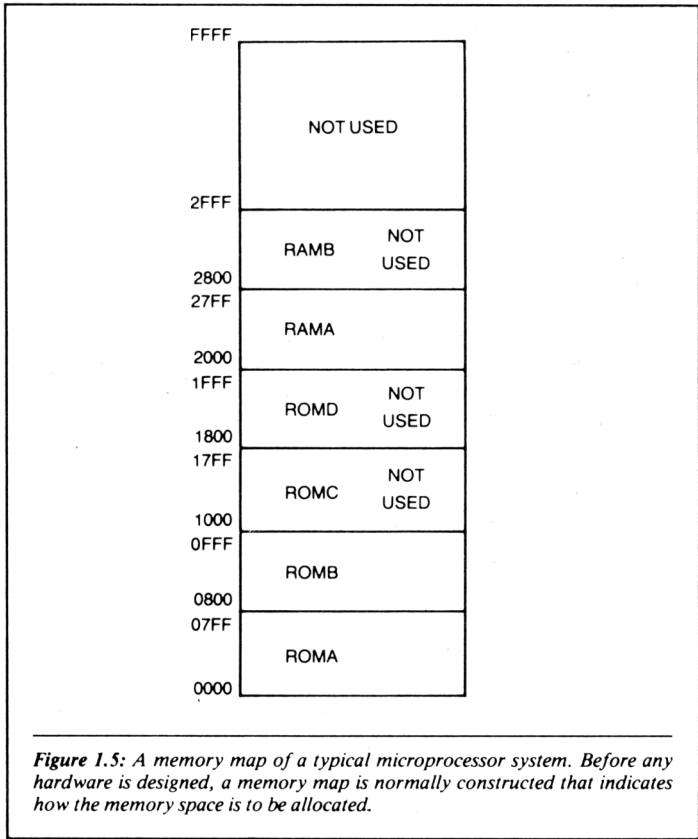 FFFF
NOT USED
2FFF
RAMB NOT
USED
2800
27FF
RAMA
2000
1FFF
ROMD NOT
USED
1800
17FF
ROMC NOT
USED
1000
0FFF
ROMB
0800
07FF
ROMA
0000
Figure 1.5: A memory map of a typical microprocessor system. Before any
hardware is designed, a memory map is normally constructed that indicates
how the memory space is to be allocated.